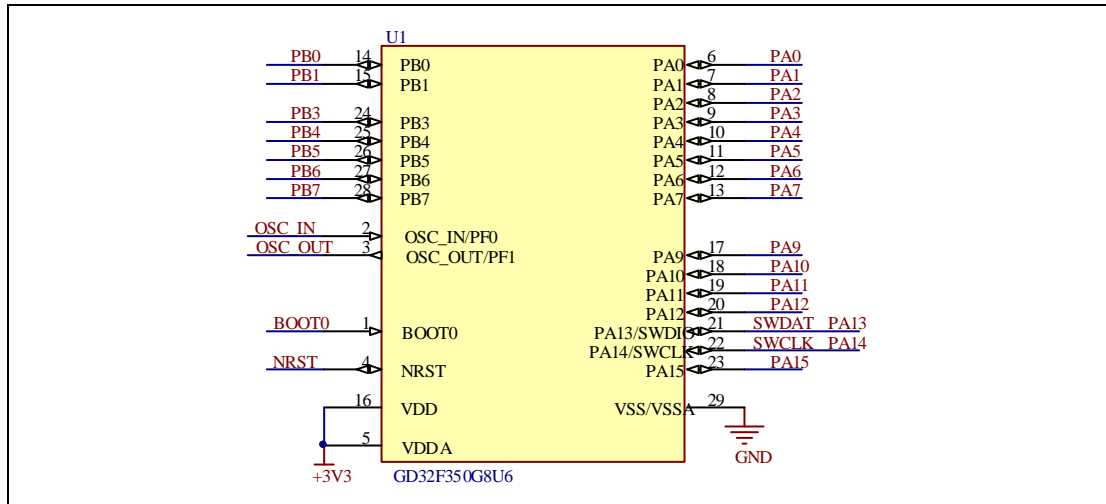 U1
PB0 14 PB0 PA0 6 PA0
PB1 15 PB1 PA1 7 PA1
PA2 8 PA2
PB3 24 PB3 PA3 9 PA3
PB4 25 PB4 PA4 10 PA4
PB5 26 PB5 PA5 11 PA5
PB6 27 PB6 PA6 12 PA6
PB7 28 PB7 PA7 13 PA7
OSC_IN 2 OSC_IN/PF0
OSC_OUT 3 OSC_OUT/PF1 PA9 17 PA9
PA10 18 PA10
PA11 19 PA11
PA12 20 PA12
BOOT0 1 BOOT0 PA13/SWDIO 21 SWDAT PA13
PA14/SWCLK 22 SWCLK PA14
NRST 4 NRST PA15 23 PA15
16 VDD VSS/VSSA 29
5 VDDA
GND
+3V3 GD32F350G8U6